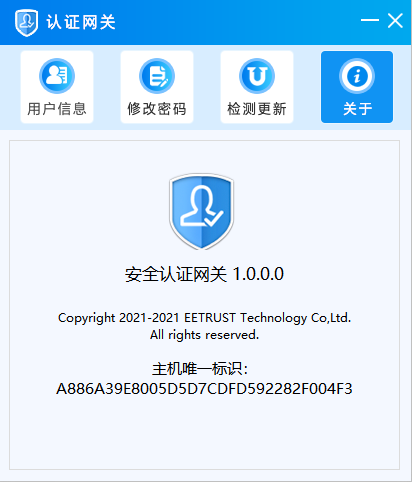 认证网关
用户信息 修改密码 检测更新 关于
安全认证网关 1.0.0.0
Copyright 2021-2021 EETRUST Technology Co,Ltd.
All rights reserved.
主机唯一标识：
A886A39E8005D5D7CDFD592282F004F3